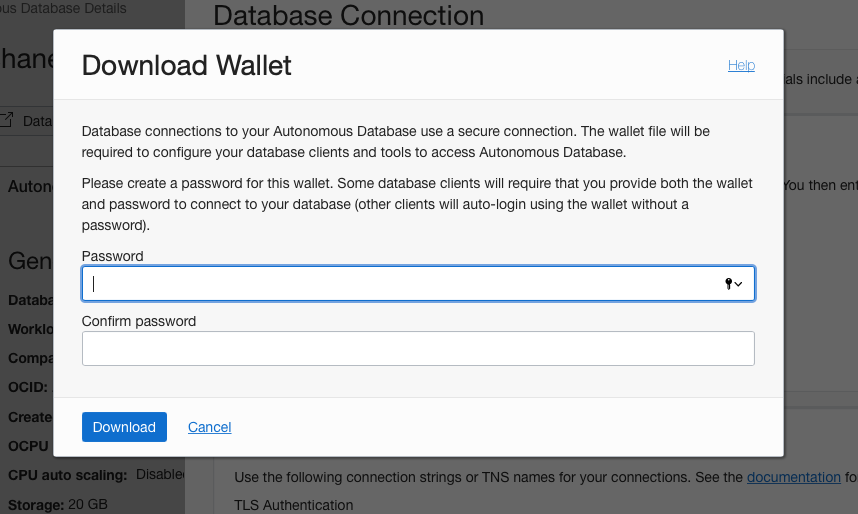 us Database Details
Database Connection
hane
Download Wallet
Help
als include a
Data
Database connections to your Autonomous Database use a secure connection. The wallet file will be
required to configure your database clients and tools to access Autonomous Database.
Please create a password for this wallet. Some database clients will require that you provide both the wallet
and password to connect to your database (other clients will auto-login using the wallet without a
password).
Auton
You then ent
Password
Gen
Databa
Confirm password
Worklo
Compa
OCID:
Create
Download
Cancel
OCPU
CPU auto scaling: Disable
Use the following connection strings or TNS names for your connections. See the documentation fo
Storage: 20 GB
TLS Authentication